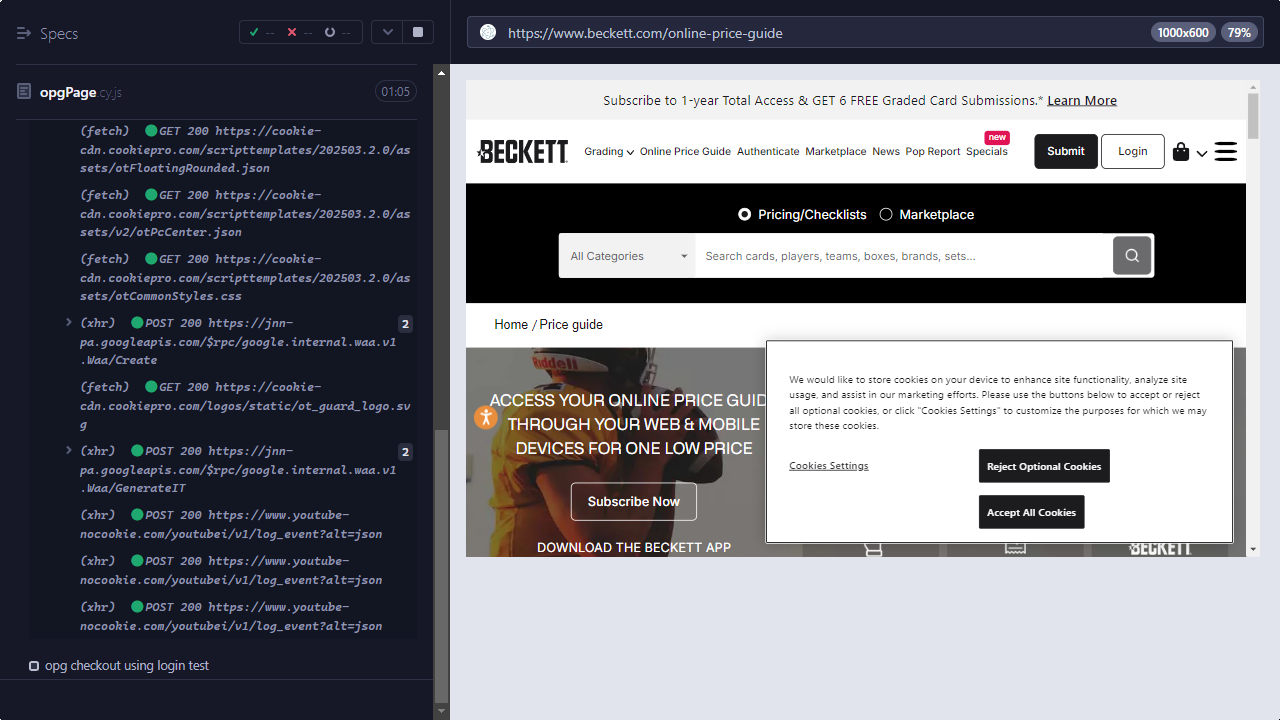 Specs
--
--
--
https://www.beckett.com/online-price-guide
1000x600
79%
opgPage.cy.js
01:05
(fetch) GET 200 https://cookie-
cdn.cookiepro.com/scripttemplates/202503.2.0/as
sets/otFloatingRounded.json
(fetch) GET 200 https://cookie-
cdn.cookiepro.com/scripttemplates/202503.2.0/as
sets/v2/otPcCenter.json
(fetch) GET 200 https://cookie-
cdn.cookiepro.com/scripttemplates/202503.2.0/as
sets/otCommonStyles.css
(xhr) POST 200 https://jnn-
pa.googleapis.com/$rpc/google.internal.waa.v1
.Waa/Create
2
(fetch) GET 200 https://cookie-
cdn.cookiepro.com/logos/static/ot_guard_logo.sv
g
(xhr) POST 200 https://jnn-
pa.googleapis.com/$rpc/google.internal.waa.v1
.Waa/GenerateIT
2
(xhr) POST 200 https://www.youtube-
nocookie.com/youtubei/v1/log_event?alt=json
(xhr) POST 200 https://www.youtube-
nocookie.com/youtubei/v1/log_event?alt=json
(xhr) POST 200 https://www.youtube-
nocookie.com/youtubei/v1/log_event?alt=json
opg checkout using login test
Subscribe to 1-year Total Access & GET 6 FREE Graded Card Submissions.* Learn More
BECKETT
Grading Online Price Guide Authenticate Marketplace News Pop Report Specials
new
Submit
Login
Pricing/Checklists
Marketplace
All Categories
Search cards, players, teams, boxes, brands, sets...
Home / Price guide
Riddell
ACCESS YOUR ONLINE PRICE GUID
THROUGH YOUR WEB & MOBILE
DEVICES FOR ONE LOW PRICE
Subscribe Now
DOWNLOAD THE BECKETT APP
We would like to store cookies on your device to enhance site functionality, analyze site
usage, and assist in our marketing efforts. Please use the buttons below to accept or reject
all optional cookies, or click "Cookies Settings" to customize the purposes for which we may
store these cookies.
Cookies Settings
Reject Optional Cookies
Accept All Cookies
BECKETT